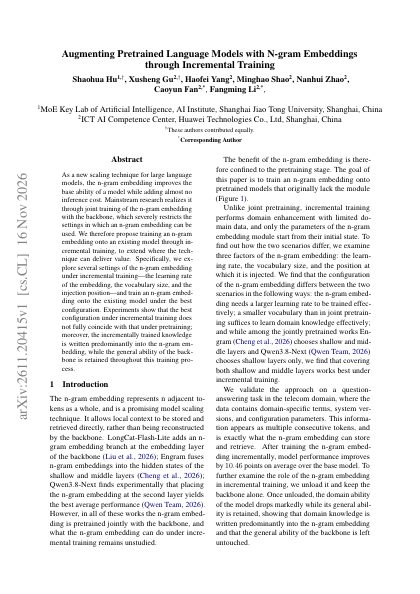 Augmenting Pretrained Language Models with N-gram Embeddings
through Incremental Training
Shaohua Hu1,†, Xusheng Gu2,†, Haofei Yang2, Minghao Shao2, Nanhui Zhao2,
Caoyun Fan2,*, Fangming Li2,*.
1MoE Key Lab of Artificial Intelligence, AI Institute, Shanghai Jiao Tong University, Shanghai, China
2ICT AI Competence Center, Huawei Technologies Co., Ltd, Shanghai, China
†These authors contributed equally.
*Corresponding Author
arXiv:2611.20415v1 [cs.CL] 16 Nov 2026
Abstract
As a new scaling technique for large language
models, the n-gram embedding improves the
base ability of a model while adding almost no
inference cost. Mainstream research realizes it
through joint training of the n-gram embedding
with the backbone, which severely restricts the
settings in which an n-gram embedding can be
used. We therefore propose training an n-gram
embedding onto an existing model through in-
cremental training, to extend where the tech-
nique can deliver value. Specifically, we ex-
plore several settings of the n-gram embedding
under incremental training—the learning rate
of the embedding, the vocabulary size, and the
injection position—and train an n-gram embed-
ding onto the existing model under the best con-
figuration. Experiments show that the best
configuration under incremental training does
not fully coincide with that under pretraining;
moreover, the incrementally trained knowledge
is written predominantly into the n-gram em-
bedding, while the general ability of the back-
bone is retained throughout this training pro-
cess.
1 Introduction
The n-gram embedding represents n adjacent to-
kens as a whole, and is a promising model scaling
technique. It allows local context to be stored and
retrieved directly, rather than being reconstructed
by the backbone. LongCat-Flash-Lite adds an n-
gram embedding branch at the embedding layer
of the backbone (Liu et al., 2026); Engram fuses
n-gram embeddings into the hidden states of the
shallow and middle layers (Cheng et al., 2026);
Qwen3.8-Next finds experimentally that placing
the n-gram embedding at the second layer yields
the best average performance (Qwen Team, 2026).
However, in all of these works the n-gram embed-
ding is pretrained jointly with the backbone, and
what the n-gram embedding can do under incre-
mental training remains unstudied.
The benefit of the n-gram embedding is there-
fore confined to the pretraining stage. The goal of
this paper is to train an n-gram embedding onto
pretrained models that originally lack the module
(Figure 1).
Unlike joint pretraining, incremental training
performs domain enhancement with limited do-
main data, and only the parameters of the n-gram
embedding module start from their initial state. To
find out how the two scenarios differ, we examine
three factors of the n-gram embedding: the learn-
ing rate, the vocabulary size, and the position at
which it is injected. We find that the configuration
of the n-gram embedding differs between the two
scenarios in the following ways: the n-gram embed-
ding needs a larger learning rate to be trained effec-
tively; a smaller vocabulary than in joint pretrain-
ing suffices to learn domain knowledge effectively;
and while among the jointly pretrained works En-
gram (Cheng et al., 2026) chooses shallow and mid-
dle layers and Qwen3.8-Next (Qwen Team, 2026)
chooses shallow layers only, we find that covering
both shallow and middle layers works best under
incremental training.
We validate the approach on a question-
answering task in the telecom domain, where the
data contains domain-specific terms, system ver-
sions, and configuration parameters. This informa-
tion appears as multiple consecutive tokens, and
is exactly what the n-gram embedding can store
and retrieve. After training the n-gram embed-
ding incrementally, model performance improves
by 10.46 points on average over the base model. To
further examine the role of the n-gram embedding
in incremental training, we unload it and keep the
backbone alone. Once unloaded, the domain ability
of the model drops markedly while its general abil-
ity is retained, showing that domain knowledge is
written predominantly into the n-gram embedding
and that the general ability of the backbone is left
untouched.